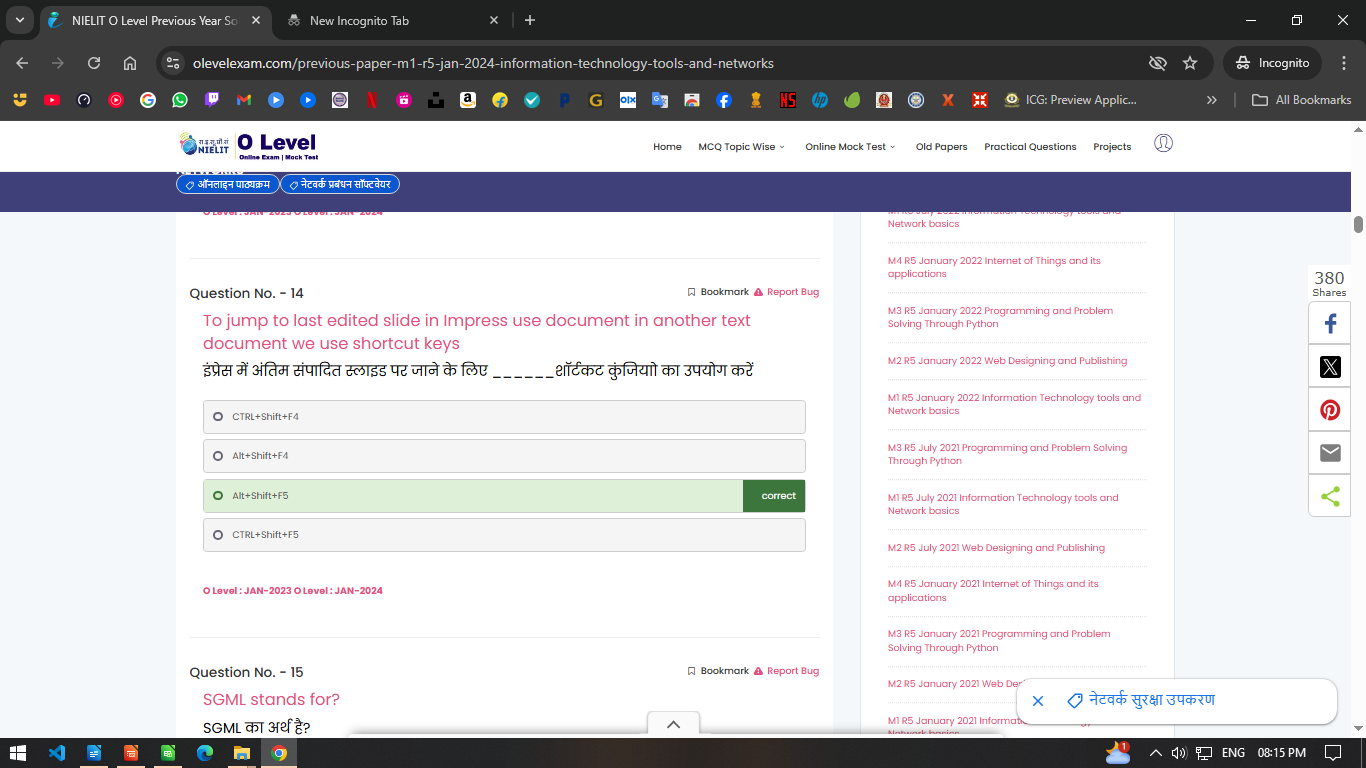 NIELIT O Level Previous Year So
New Incognito Tab
olevelexam.com/previous-paper-m1-r5-jan-2024-information-technology-tools-and-networks
Incognito
ICG: Preview Applic...
All Bookmarks
रा.इ.सू.प्रौ.सं
NIELIT
O Level
Online Exam | Mock Test
Home
MCQ Topic Wise
Online Mock Test
Old Papers
Practical Questions
Projects
ऑनलाइन पाठ्यक्रम
नेटवर्क प्रबंधन सॉफ्टवेयर
O Level : JAN-2023 O Level : JAN-2024
Question No. - 14
Bookmark
Report Bug
To jump to last edited slide in Impress use document in another text
document we use shortcut keys
इंप्रेस में अंतिम संपादित स्लाइड पर जाने के लिए ______शॉर्टकट कुंजियाो का उपयोग करें
CTRL+Shift+F4
Alt+Shift+F4
Alt+Shift+F5
correct
CTRL+Shift+F5
O Level : JAN-2023 O Level : JAN-2024
Question No. - 15
Bookmark
Report Bug
SGML stands for?
SGML का अर्थ है?
M1 R5 July 2022 Information Technology tools and
Network basics
M4 R5 January 2022 Internet of Things and its
applications
M3 R5 January 2022 Programming and Problem
Solving Through Python
M2 R5 January 2022 Web Designing and Publishing
M1 R5 January 2022 Information Technology tools and
Network basics
M3 R5 July 2021 Programming and Problem Solving
Through Python
M1 R5 July 2021 Information Technology tools and
Network basics
M2 R5 July 2021 Web Designing and Publishing
M4 R5 January 2021 Internet of Things and its
applications
M3 R5 January 2021 Programming and Problem
Solving Through Python
M2 R5 January 2021 Web
M1 R5 January 2021
380
Shares
नेटवर्क सुरक्षा उपकरण
1
ENG
08:15 PM